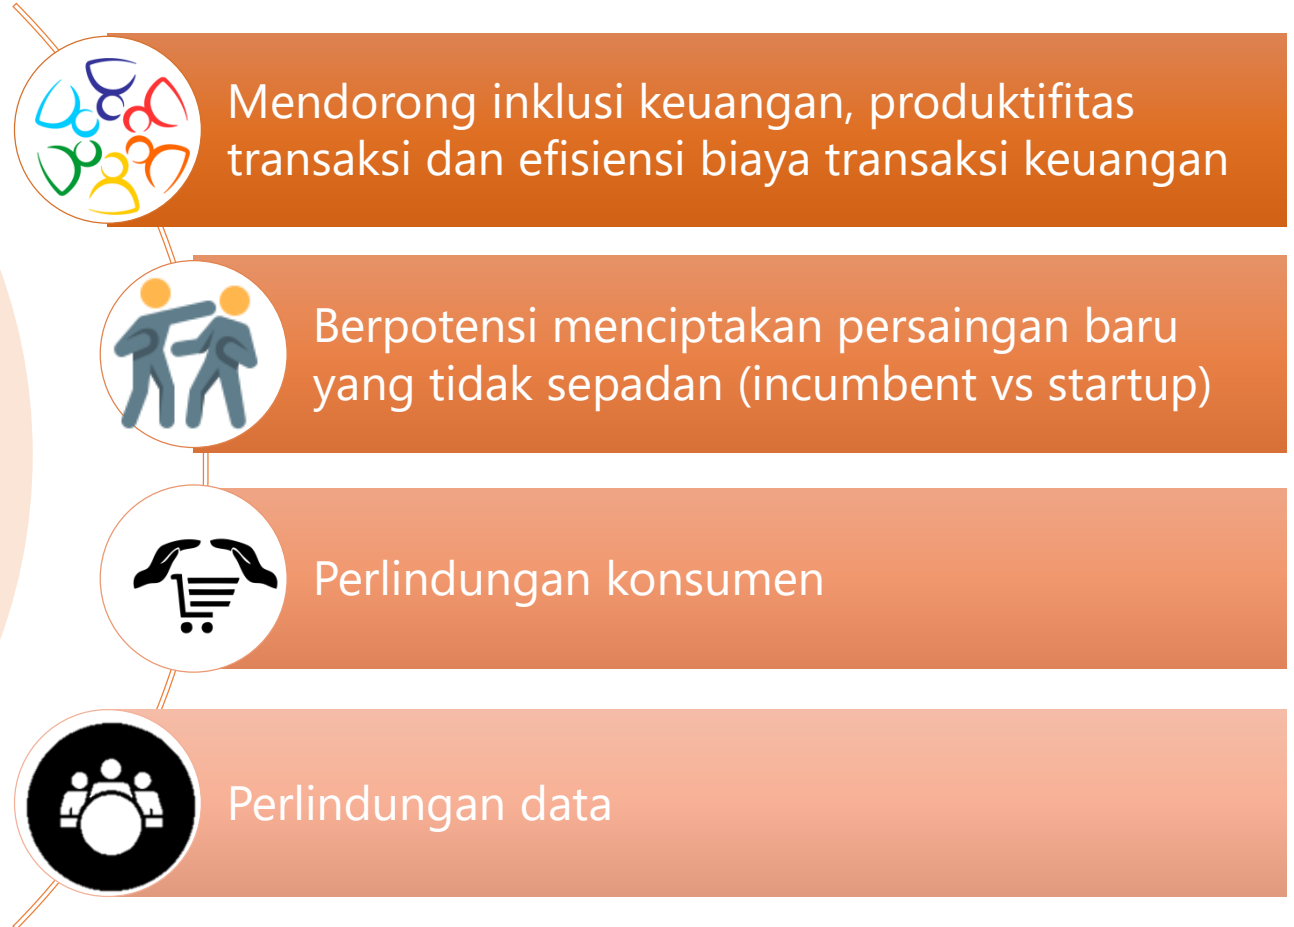 Mendorong inklusi keuangan, produktifitas
transaksi dan efisiensi biaya transaksi keuangan
Berpotensi menciptakan persaingan baru
yang tidak sepadan (incumbent vs startup)
Perlindungan konsumen
Perlindungan data